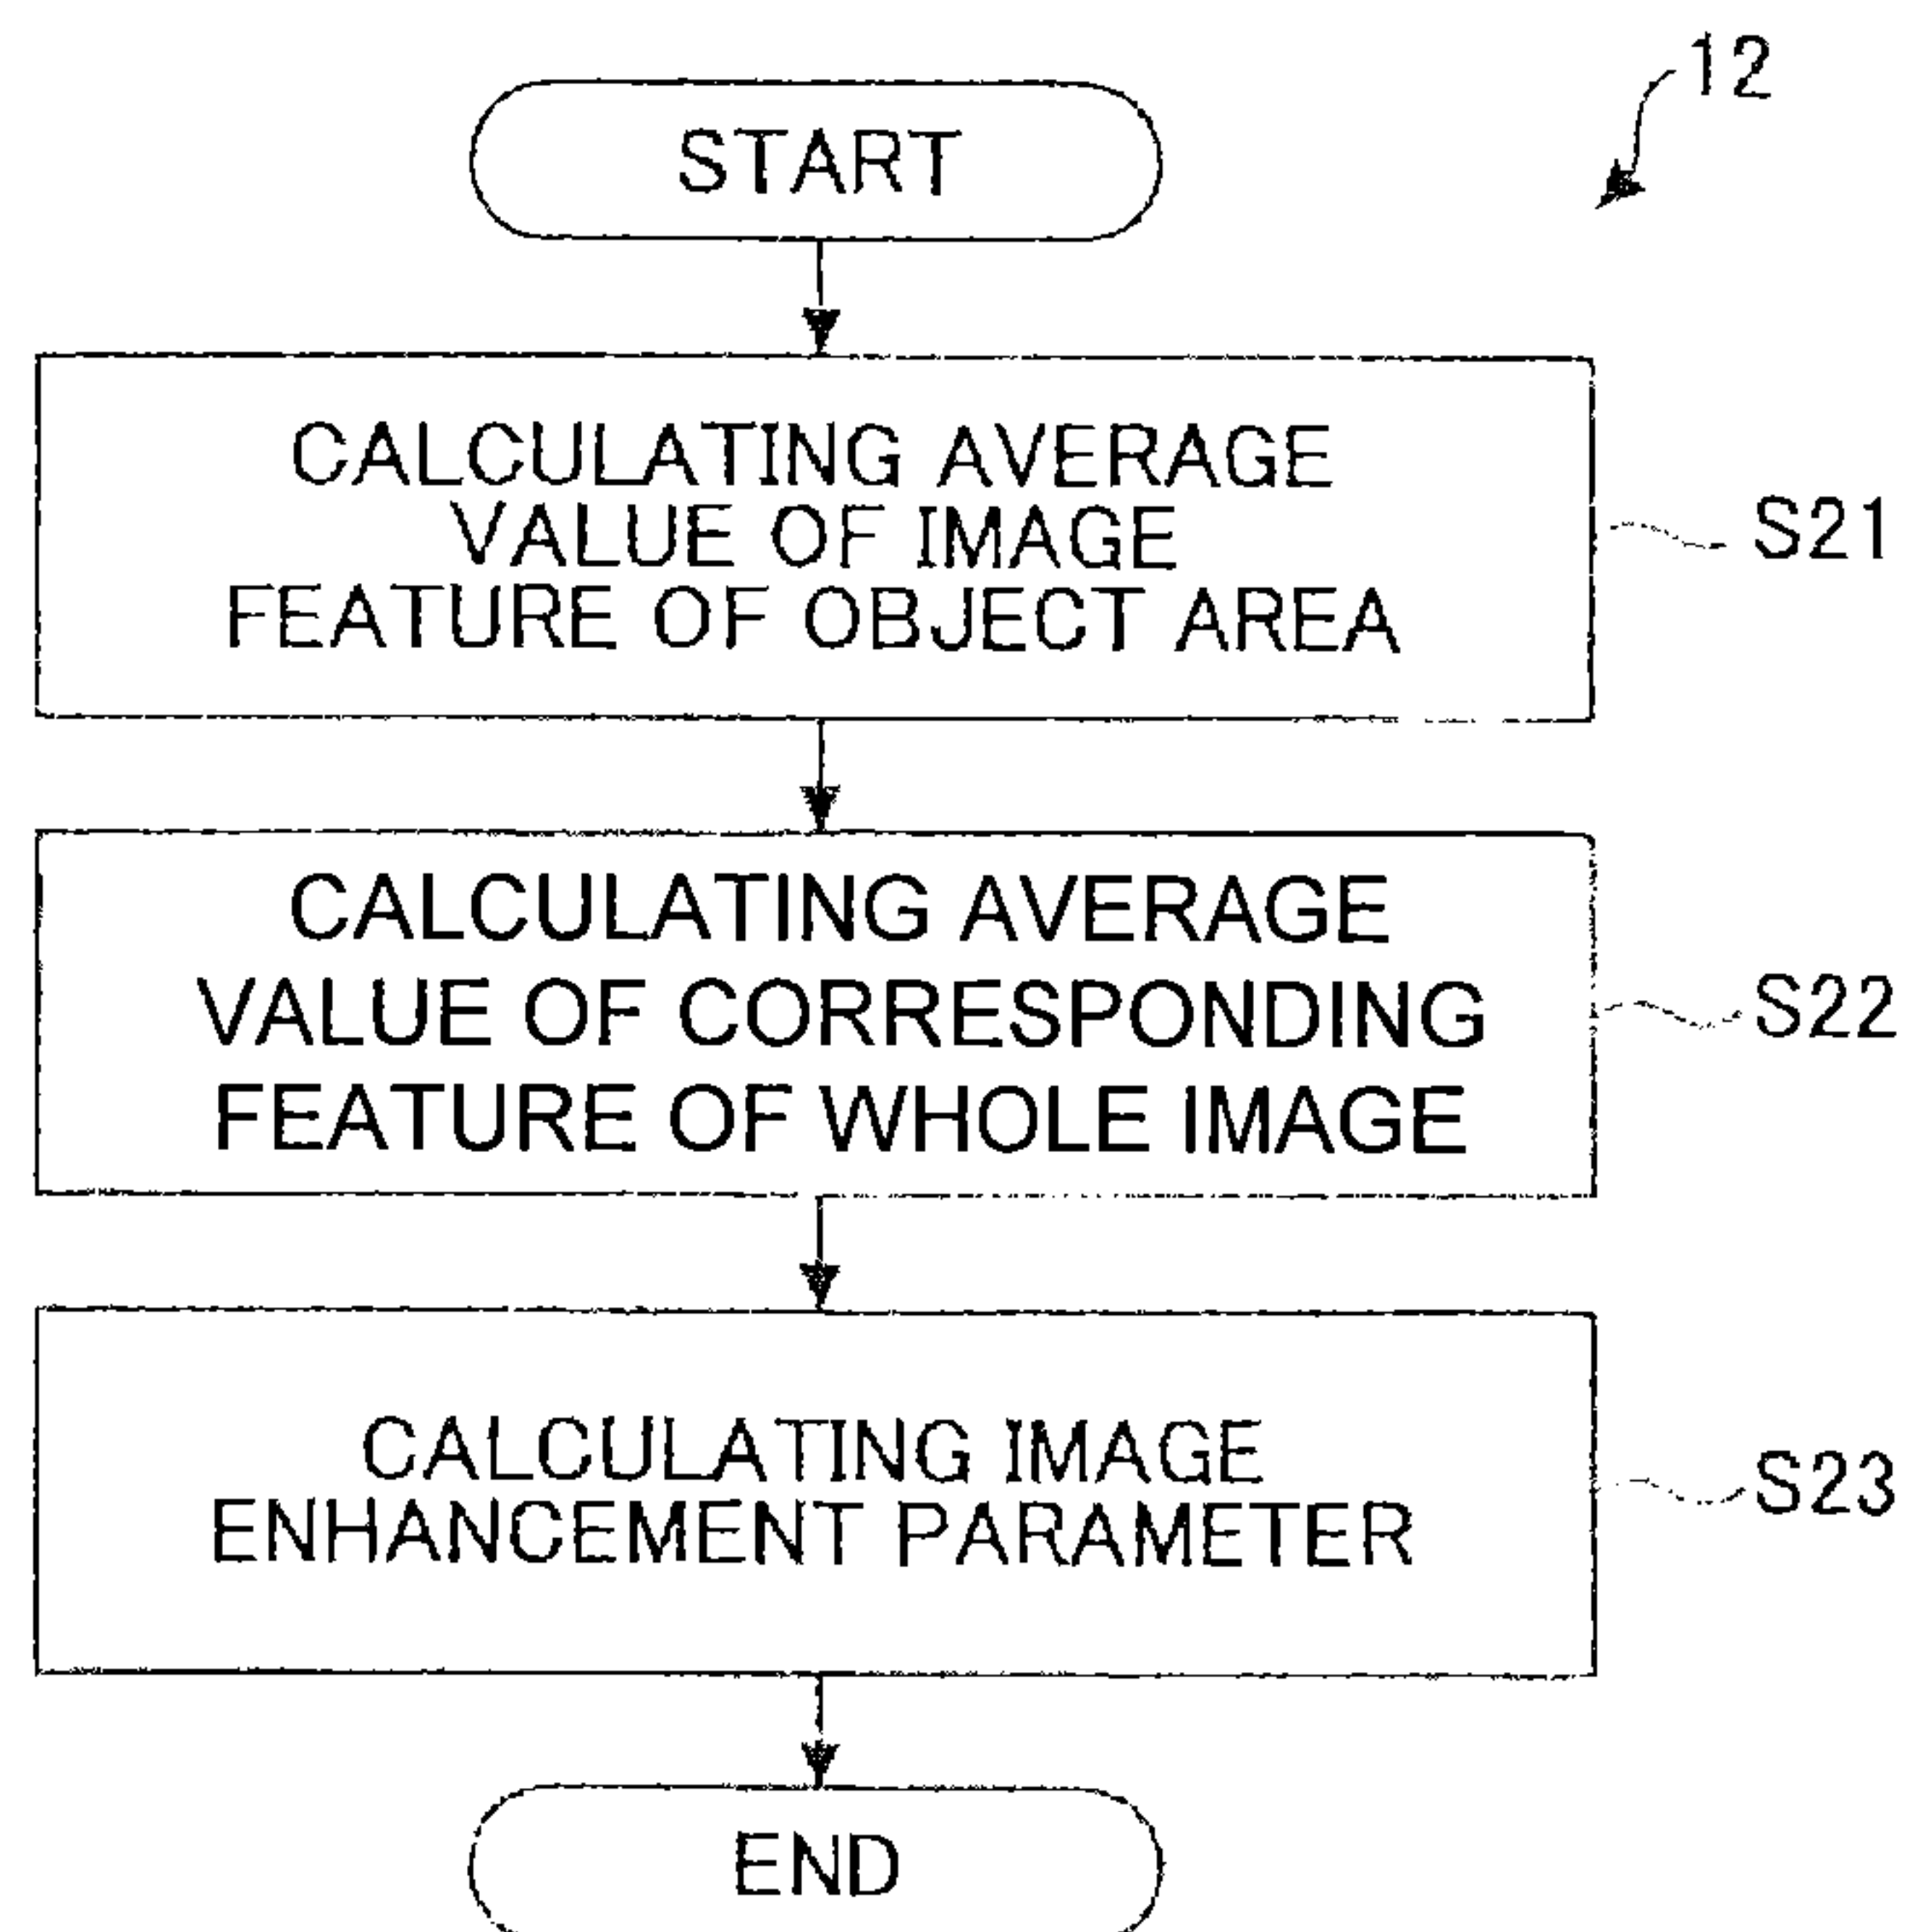 12
START
CALCULATING AVERAGE
VALUE OF IMAGE
FEATURE OF OBJECT AREA
S21
CALCULATING AVERAGE
VALUE OF CORRESPONDING
FEATURE OF WHOLE IMAGE
S22
CALCULATING IMAGE
ENHANCEMENT PARAMETER
S23
END